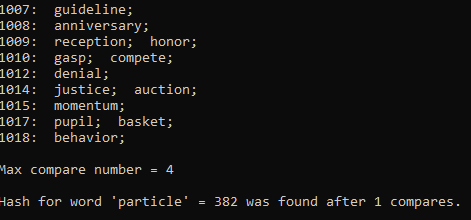 1007:  guideline;
1008:  anniversary;
1009:  reception;  honor;
1010:  gasp;  compete;
1012:  denial;
1014:  justice;  auction;
1015:  momentum;
1017:  pupil;  basket;
1018:  behavior;
Max compare number = 4
Hash for word 'particle' = 382 was found after 1 compares.